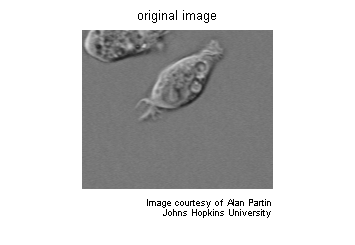 original image
Image courtesy of Alan Partin
Johns Hopkins University